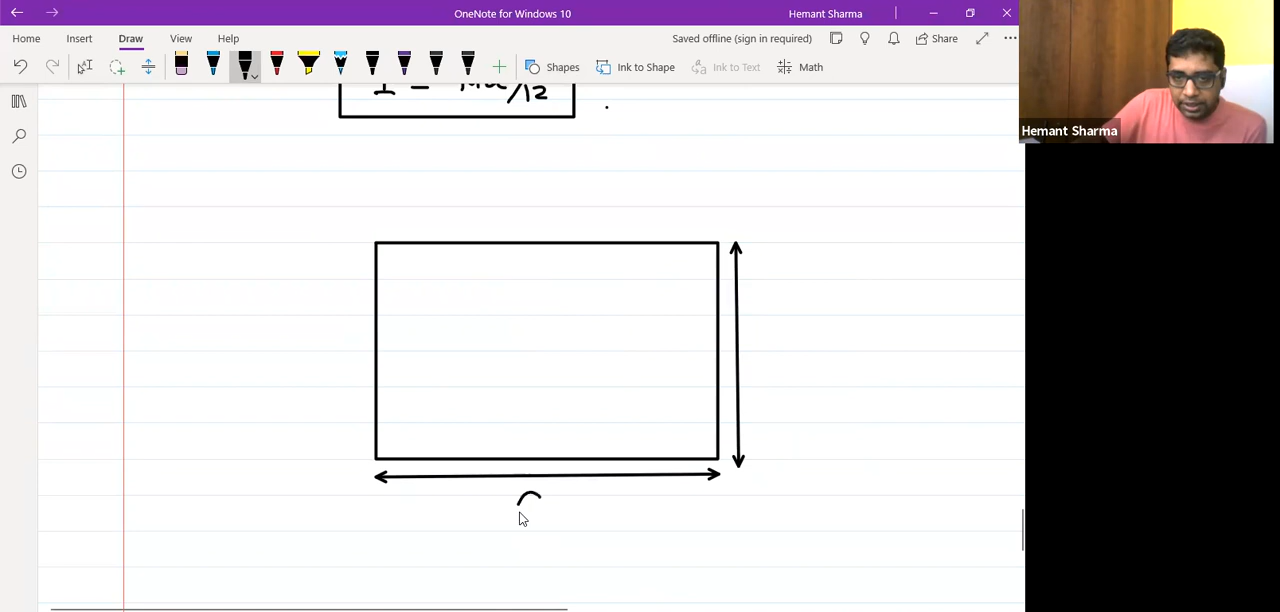 OneNote for Windows 10
Hemant Sharma
Home Insert Draw View Help
Saved offline (sign in required)
Share
Shapes
Ink to Shape
Ink to Text
Math
Hemant Sharma